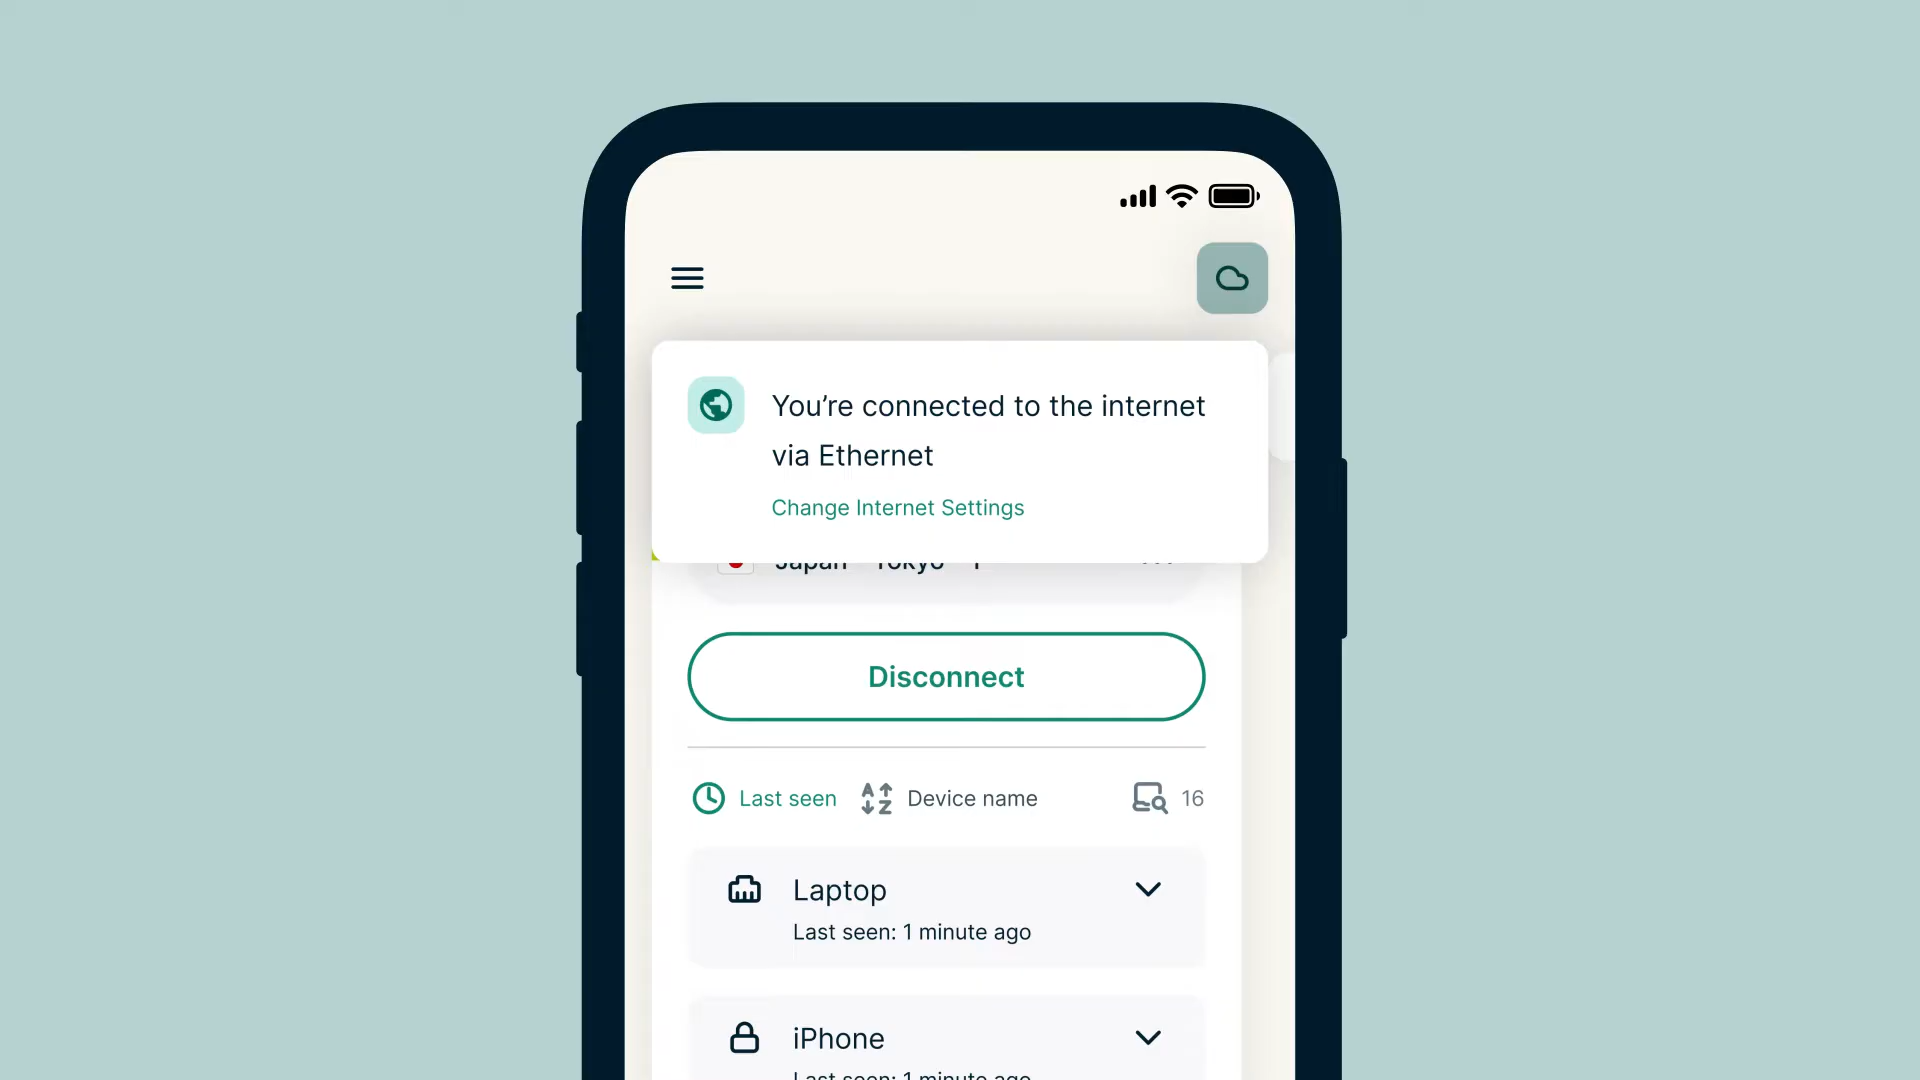 You’re connected to the internet
via Ethernet
Change Internet Settings
Japan Tokyo 1
Disconnect
Last seen
Device name
16
Laptop
Last seen: 1 minute ago
iPhone
Last seen: 1 minute ago